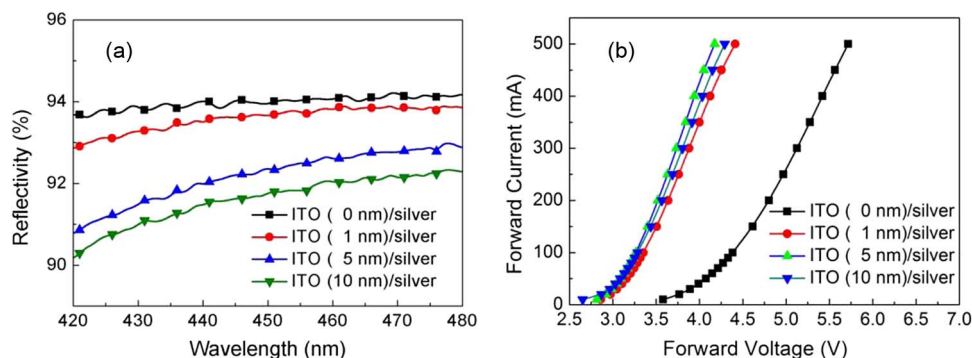 (a)
96
94
92
90
Reflectivity (%)
420 430 440 450 460 470 480
Wavelength (nm)
ITO ( 0 nm)/silver
ITO ( 1 nm)/silver
ITO ( 5 nm)/silver
ITO (10 nm)/silver
(b)
500
400
300
200
100
0
Forward Current (mA)
2.5 3.0 3.5 4.0 4.5 5.0 5.5 6.0 6.5 7.0
Forward Voltage (V)
ITO ( 0 nm)/silver
ITO ( 1 nm)/silver
ITO ( 5 nm)/silver
ITO (10 nm)/silver